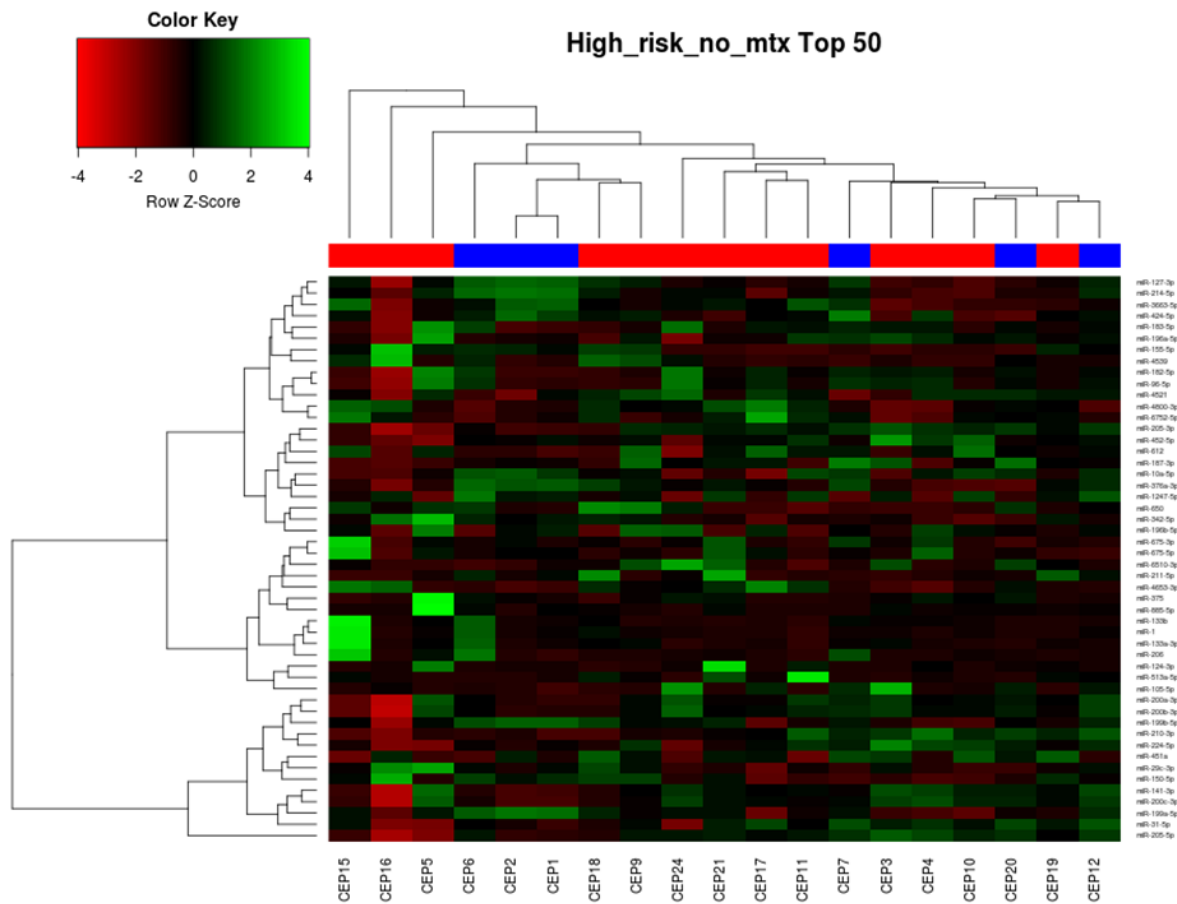 Color Key
High_risk_no_mtx Top 50
-4 -2 0 2 4
Row Z-Score
miR-127-3p
miR-214-5p
miR-3663-5p
miR-424-5p
miR-183-5p
miR-196a-5p
miR-155-5p
miR-4539
miR-182-5p
miR-96-5p
miR-4521
miR-4800-3p
miR-6752-5p
miR-205-3p
miR-452-5p
miR-612
miR-187-3p
miR-10a-5p
miR-376a-3p
miR-1247-5p
miR-650
miR-342-5p
miR-196b-5p
miR-675-3p
miR-675-5p
miR-6510-3p
miR-211-5p
miR-4653-3p
miR-375
miR-885-5p
miR-133b
miR-1
miR-133a-3p
miR-206
miR-124-3p
miR-513a-5p
miR-105-5p
miR-200a-3p
miR-200b-3p
miR-199b-5p
miR-210-3p
miR-224-5p
miR-451a
miR-29c-3p
miR-150-5p
miR-141-3p
miR-200c-3p
miR-199a-5p
miR-31-5p
miR-205-5p
CEP15 CEP16 CEP5 CEP6 CEP2 CEP1 CEP18 CEP9 CEP24 CEP21 CEP17 CEP11 CEP7 CEP3 CEP4 CEP10 CEP20 CEP19 CEP12